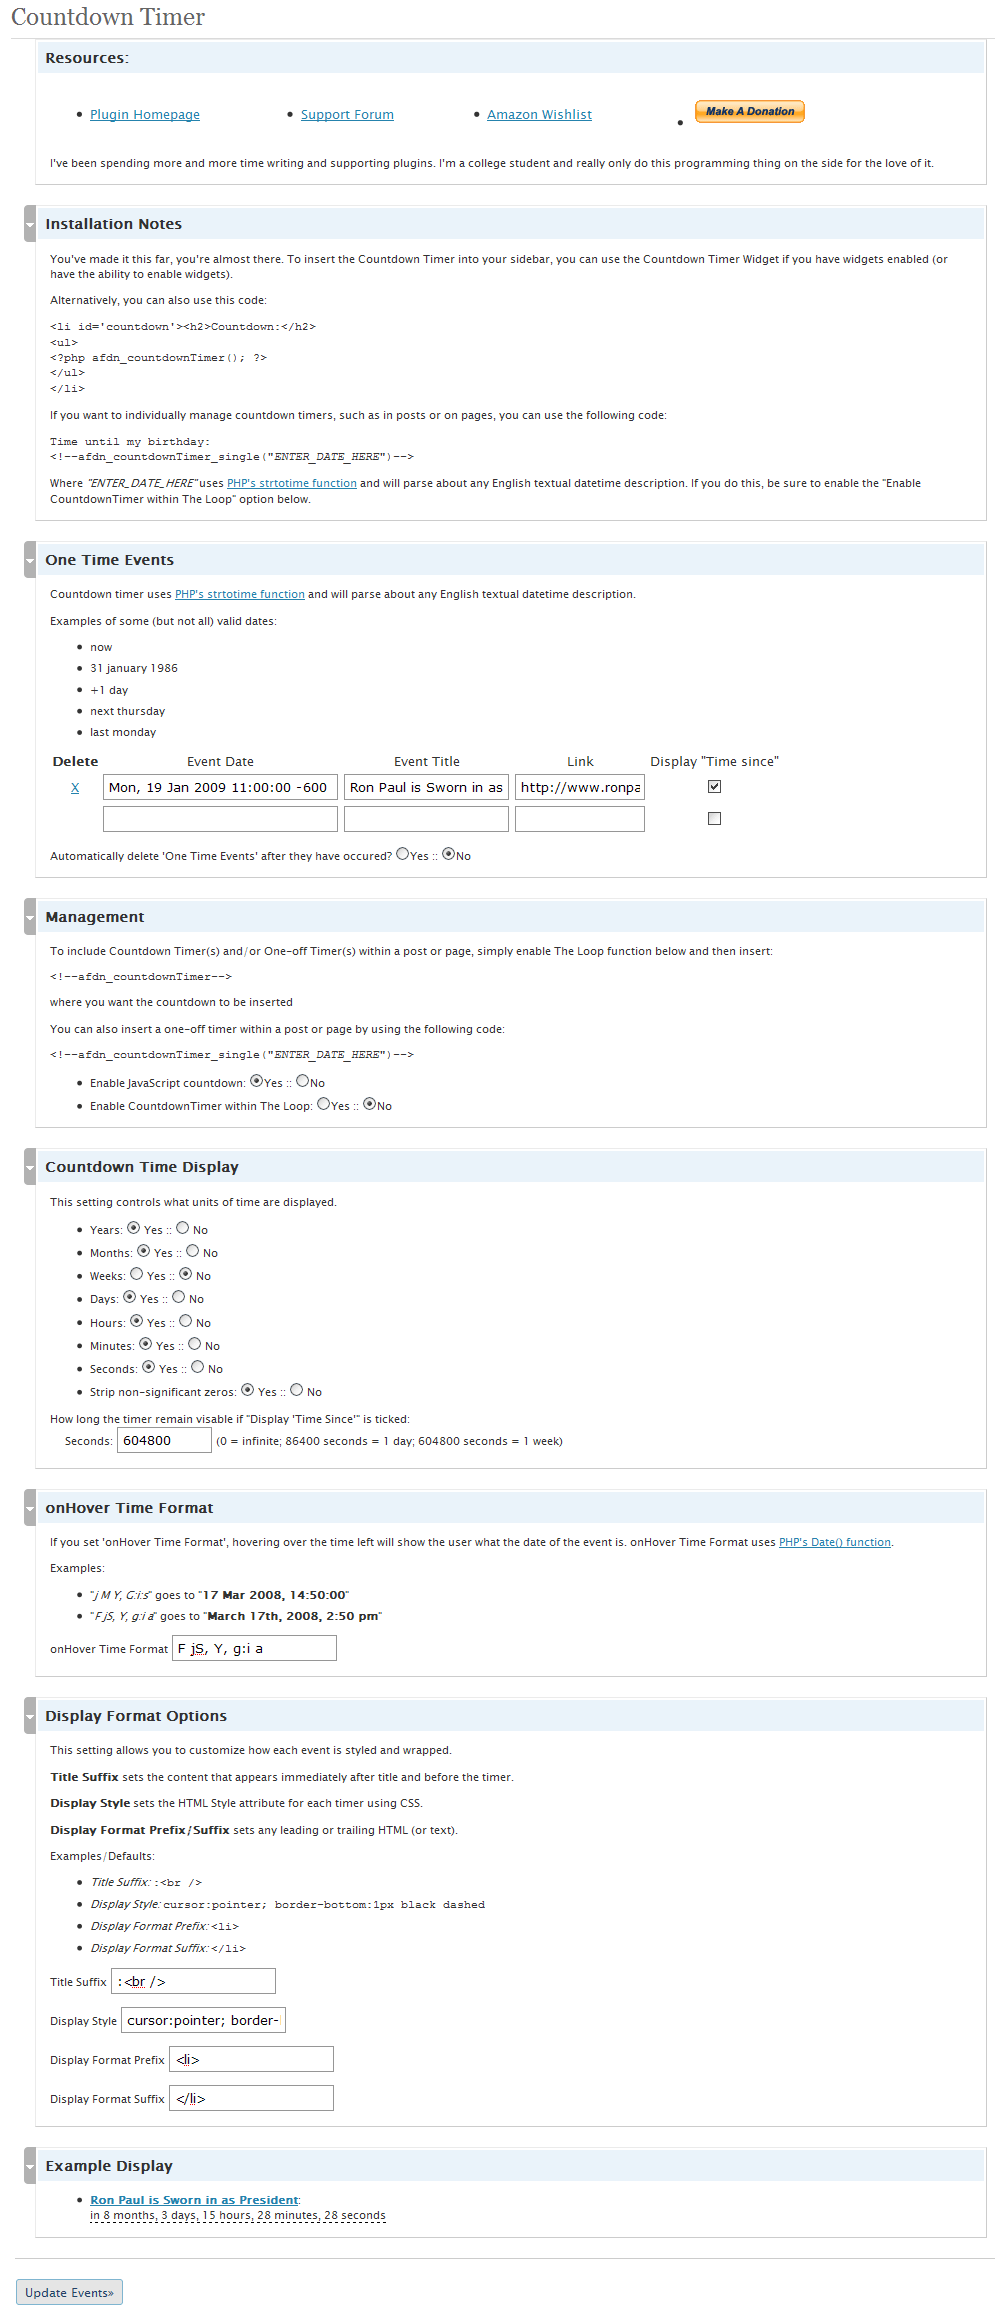 Countdown Timer
Resources:
• Plugin Homepage • Support Forum • Amazon Wishlist • Make A Donation
I've been spending more and more time writing and supporting plugins. I'm a college student and really only do this programming thing on the side for the love of it.
Installation Notes
You've made it this far, you're almost there. To insert the Countdown Timer into your sidebar, you can use the Countdown Timer Widget if you have widgets enabled (or
have the ability to enable widgets).
Alternatively, you can also use this code:
<li id='countdown'><h2>Countdown:</h2>
<ul>
<?php afdn_countdownTimer(); ?>
</ul>
</li>
If you want to individually manage countdown timers, such as in posts or on pages, you can use the following code:
Time until my birthday:
<!--afdn_countdownTimer_single("ENTER_DATE_HERE")-->
Where "ENTER_DATE_HERE" uses PHP's strtotime function and will parse about any English textual datetime description. If you do this, be sure to enable the "Enable
CountdownTimer within The Loop" option below.
One Time Events
Countdown timer uses PHP's strtotime function and will parse about any English textual datetime description.
Examples of some (but not all) valid dates:
• now
• 31 january 1986
• +1 day
• next thursday
• last monday
Delete Event Date Event Title Link Display "Time since"
X Mon, 19 Jan 2009 11:00:00 -600 Ron Paul is Sworn in as http://www.ronpa
Automatically delete 'One Time Events' after they have occured? Yes :: No
Management
To include Countdown Timer(s) and/or One-off Timer(s) within a post or page, simply enable The Loop function below and then insert:
<!--afdn_countdownTimer-->
where you want the countdown to be inserted
You can also insert a one-off timer within a post or page by using the following code:
<!--afdn_countdownTimer_single("ENTER_DATE_HERE")-->
• Enable JavaScript countdown: Yes :: No
• Enable CountdownTimer within The Loop: Yes :: No
Countdown Time Display
This setting controls what units of time are displayed.
• Years: Yes :: No
• Months: Yes :: No
• Weeks: Yes :: No
• Days: Yes :: No
• Hours: Yes :: No
• Minutes: Yes :: No
• Seconds: Yes :: No
• Strip non-significant zeros: Yes :: No
How long the timer remain visable if "Display 'Time Since'" is ticked:
Seconds: 604800 (0 = infinite; 86400 seconds = 1 day; 604800 seconds = 1 week)
onHover Time Format
If you set 'onHover Time Format', hovering over the time left will show the user what the date of the event is. onHover Time Format uses PHP's Date() function.
Examples:
• "j M Y, G:i:s" goes to "17 Mar 2008, 14:50:00"
• "F jS, Y, g:i a" goes to "March 17th, 2008, 2:50 pm"
onHover Time Format F jS, Y, g:i a
Display Format Options
This setting allows you to customize how each event is styled and wrapped.
Title Suffix sets the content that appears immediately after title and before the timer.
Display Style sets the HTML Style attribute for each timer using CSS.
Display Format Prefix/Suffix sets any leading or trailing HTML (or text).
Examples/Defaults:
• Title Suffix: :<br />
• Display Style: cursor:pointer; border-bottom:1px black dashed
• Display Format Prefix: <li>
• Display Format Suffix: </li>
Title Suffix :<br />
Display Style cursor:pointer; border-
Display Format Prefix <li>
Display Format Suffix </li>
Example Display
• Ron Paul is Sworn in as President:
in 8 months, 3 days, 15 hours, 28 minutes, 28 seconds
Update Events»